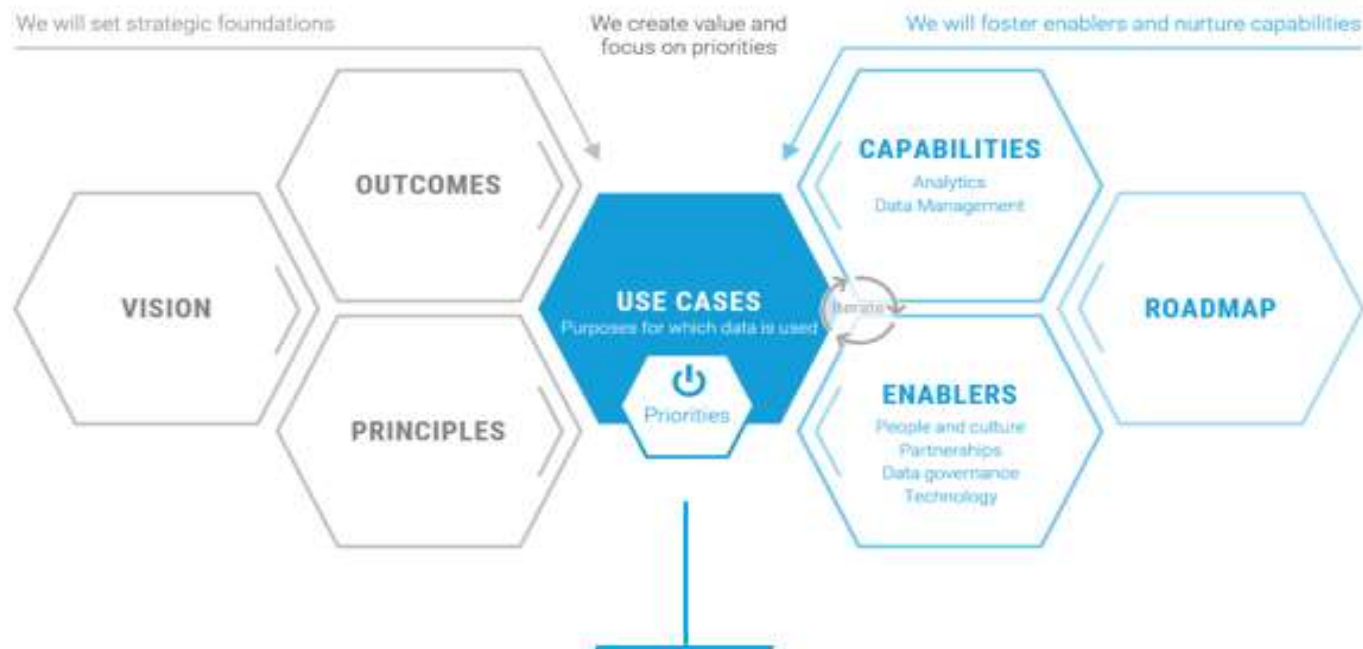 We will set strategic foundations
We create value and
focus on priorities
We will foster enablers and nurture capabilities
OUTCOMES
CAPABILITIES
Analytics
Data Management
VISION
USE CASES
Purposes for which data is used
Iterate
ROADMAP
PRINCIPLES
Priorities
ENABLERS
People and culture
Partnerships
Data governance
Technology